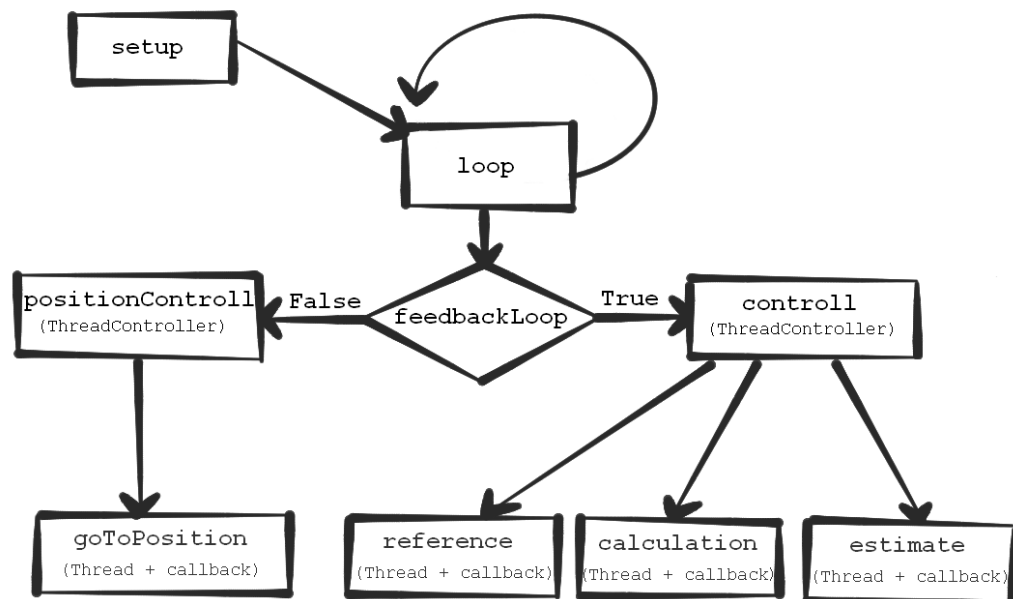 setup
loop
positionControll
(ThreadController)
False
feedbackLoop
True
controll
(ThreadController)
goToPosition
(Thread + callback)
reference
(Thread + callback)
calculation
(Thread + callback)
estimate
(Thread + callback)